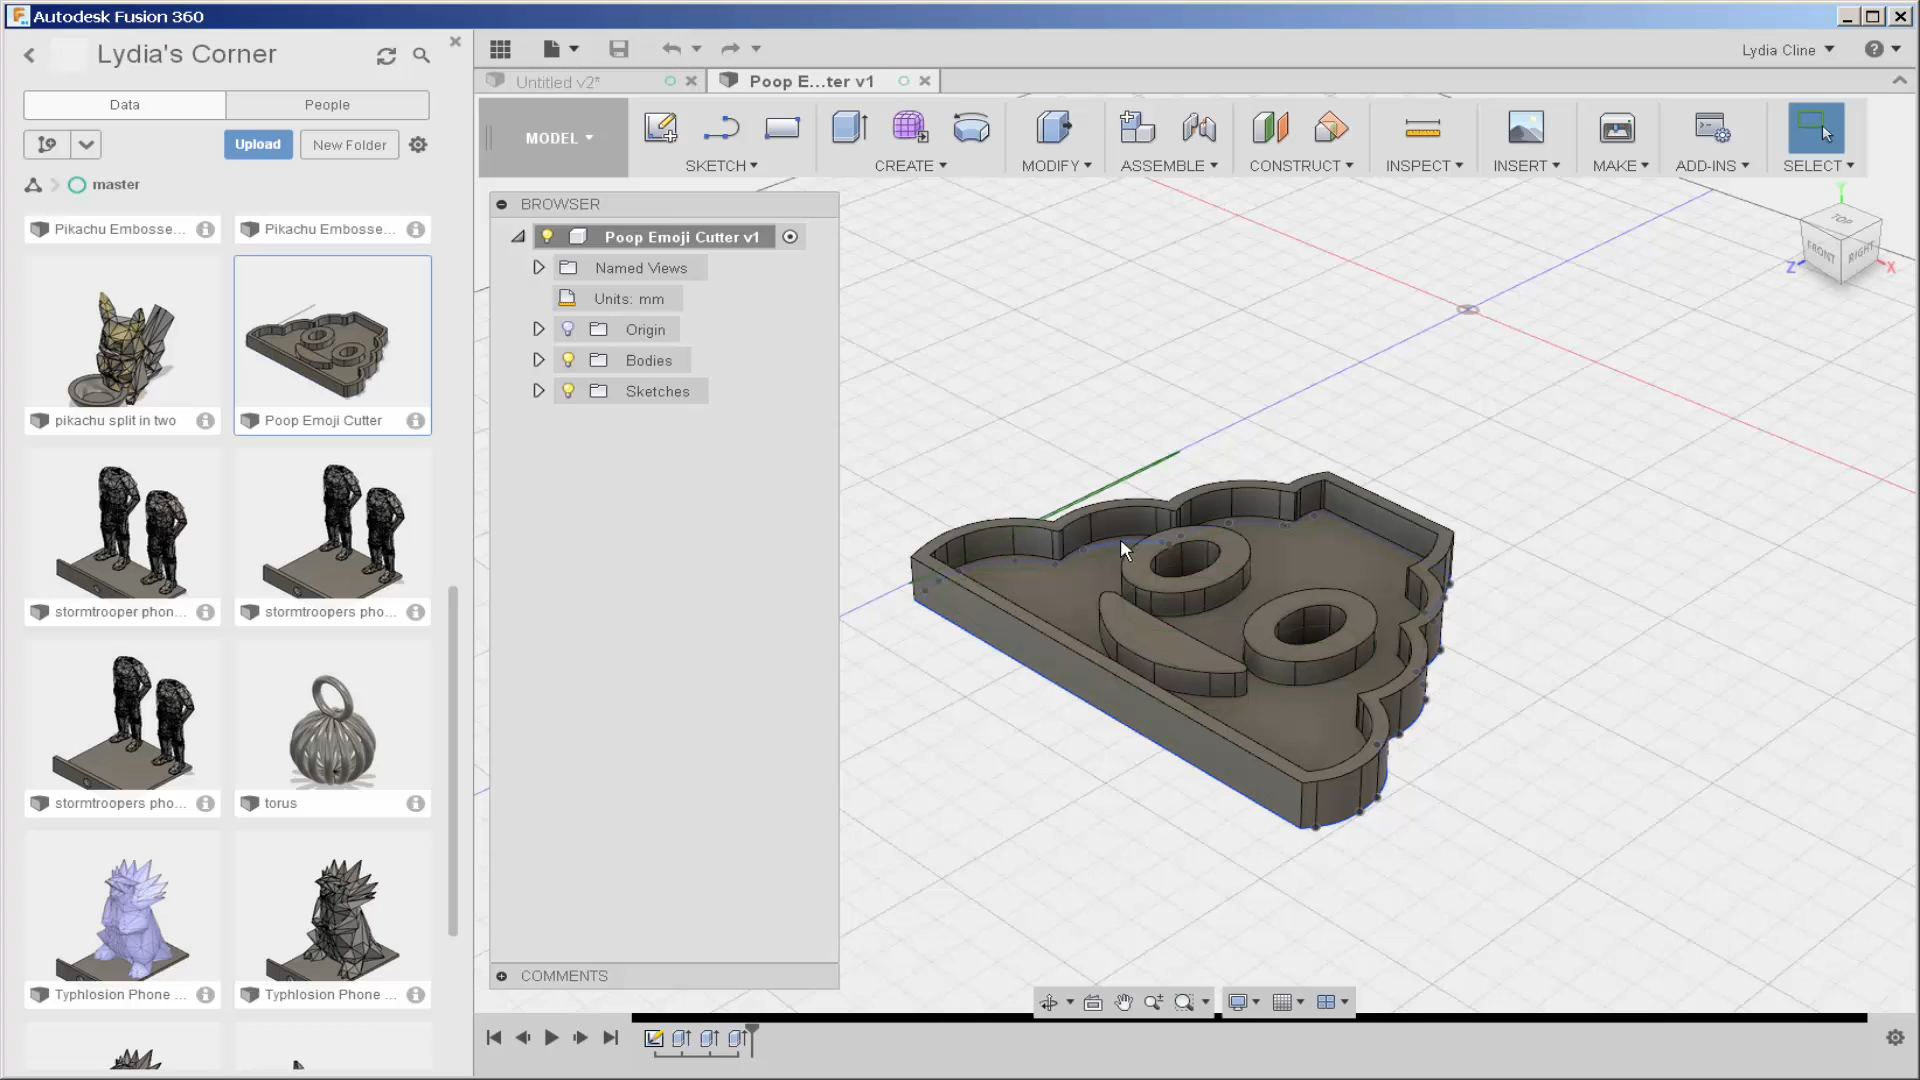 Autodesk Fusion 360
Lydia's Corner
Lydia Cline
Untitled v2*
Poop E...ter v1
Data
People
MODEL
Upload
New Folder
SKETCH
CREATE
MODIFY
ASSEMBLE
CONSTRUCT
INSPECT
INSERT
MAKE
ADD-INS
SELECT
master
BROWSER
TOP
FRONT
RIGHT
Y
Z
X
Pikachu Embosse...
Pikachu Embosse...
Poop Emoji Cutter v1
Named Views
Units: mm
Origin
Bodies
Sketches
pikachu split in two
Poop Emoji Cutter
stormtrooper phon...
stormtroopers pho...
stormtroopers pho...
torus
Typhlosion Phone ...
Typhlosion Phone ...
COMMENTS